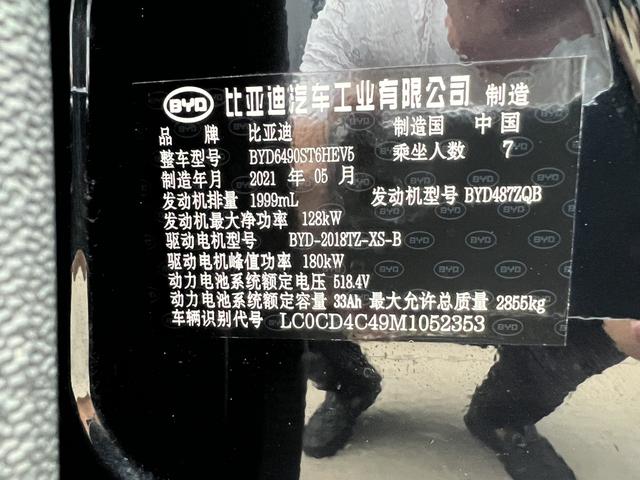 BYD 比亚迪汽车工业有限公司 制造
品 牌 比亚迪 制造国 中国
整车型号 BYD6490ST6HEV5 乘坐人数 7
制造年月 2021 年 05 月
发动机排量 1999mL 发动机型号 BYD487ZQB
发动机最大净功率 128kW
驱动电机型号 BYD-2018TZ-XS-B
驱动电机峰值功率 180kW
动力电池系统额定电压 518.4V
动力电池系统额定容量 33Ah 最大允许总质量 2855kg
车辆识别代号 LC0CD4C49M1052353